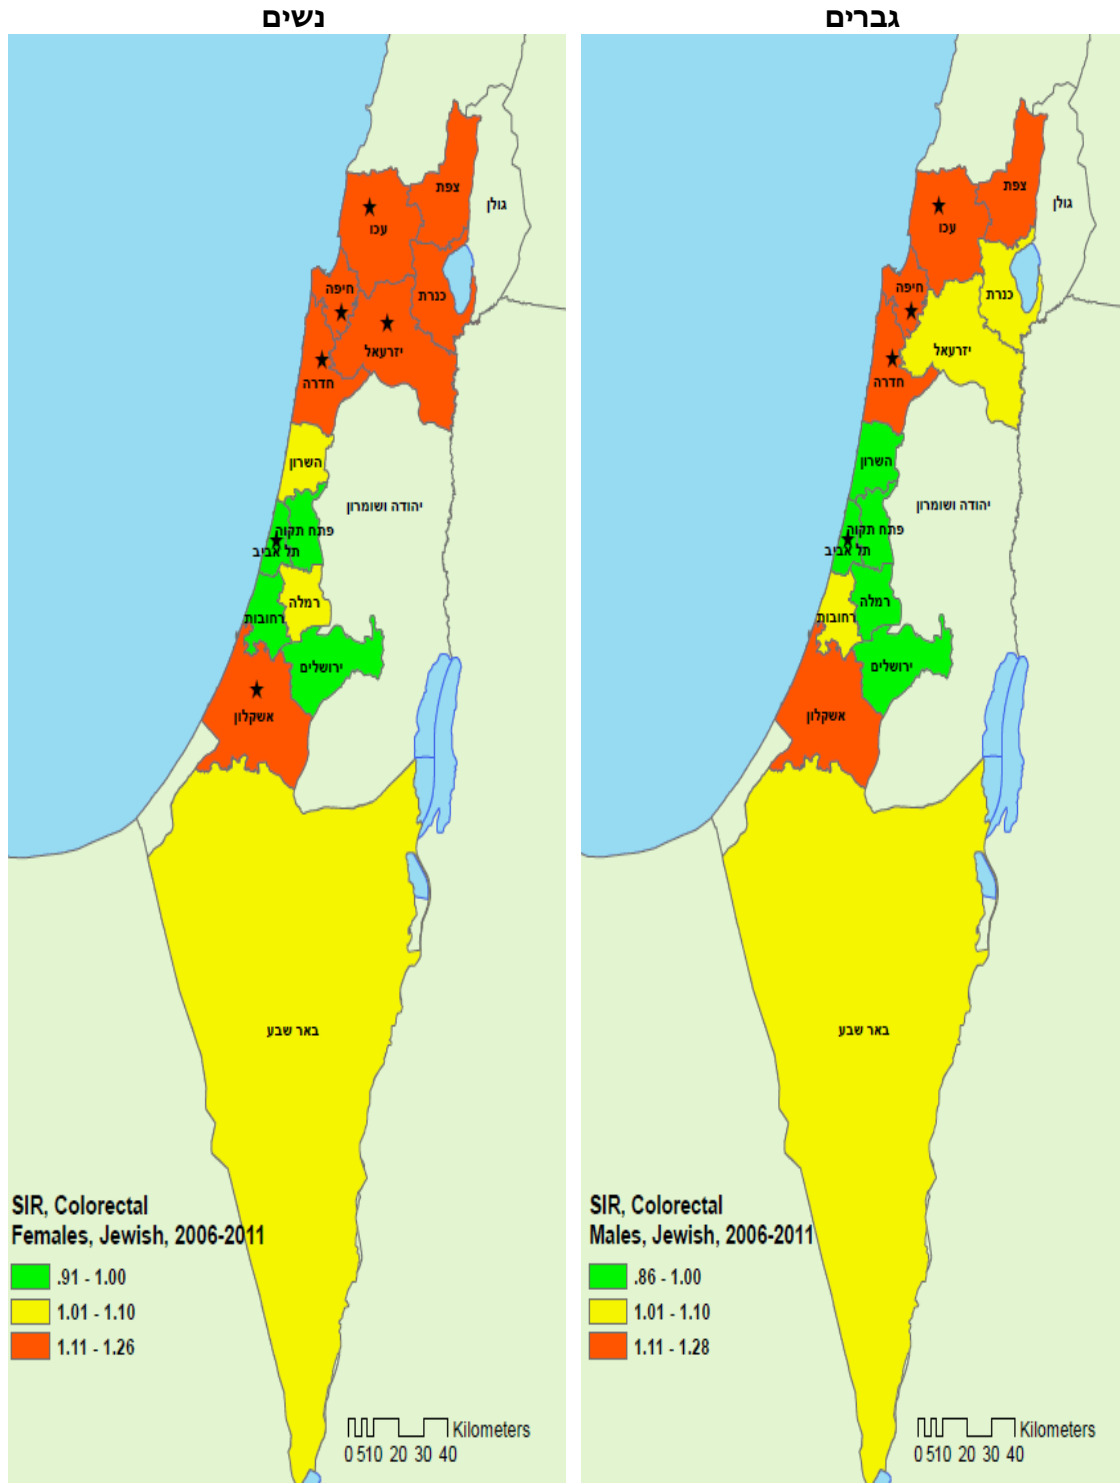 נשים
צפת
גולן
עכו
חיפה
כנרת
יזרעאל
חדרה
השרון
יהודה ושומרון
פתח תקוה
תל אביב
רמלה
רחובות
ירושלים
אשקלון
באר שבע
SIR, Colorectal
Females, Jewish, 2006-2011
.91 - 1.00
1.01 - 1.10
1.11 - 1.26
Kilometers
0 510 20 30 40
גברים
צפת
גולן
עכו
חיפה
כנרת
יזרעאל
חדרה
השרון
יהודה ושומרון
פתח תקוה
תל אביב
רמלה
רחובות
ירושלים
אשקלון
באר שבע
SIR, Colorectal
Males, Jewish, 2006-2011
.86 - 1.00
1.01 - 1.10
1.11 - 1.28
Kilometers
0 510 20 30 40